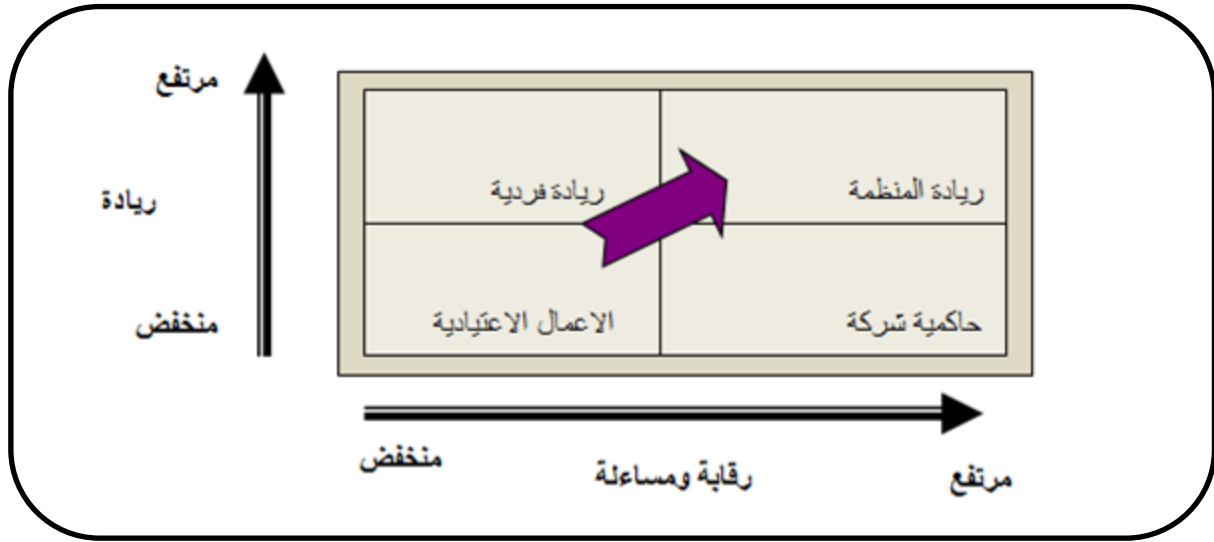 مرتفع
ريادة
منخفض
ريادة فردية
ريادة المنظمة
الاعمال الاعتيادية
حاكمية شركة
منخفض
رقابة ومساءلة
مرتفع